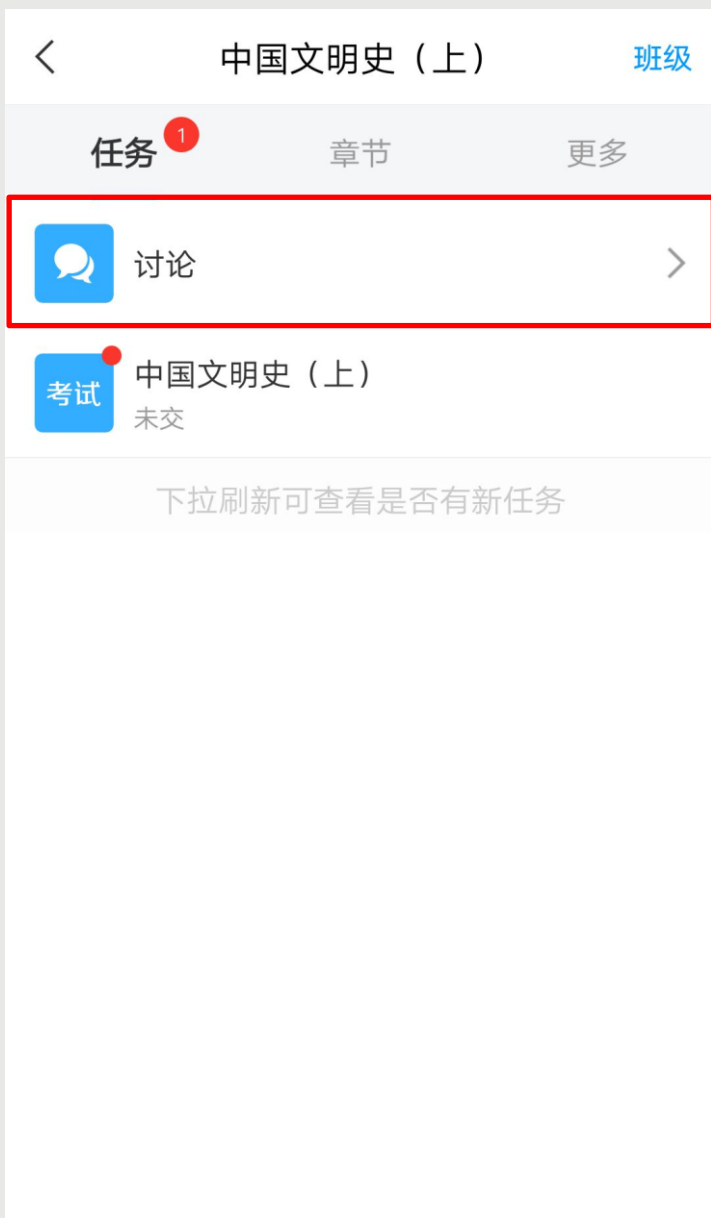 中国文明史（上）
班级
任务 1
章节
更多
讨论
考试
中国文明史（上）
未交
下拉刷新可查看是否有新任务